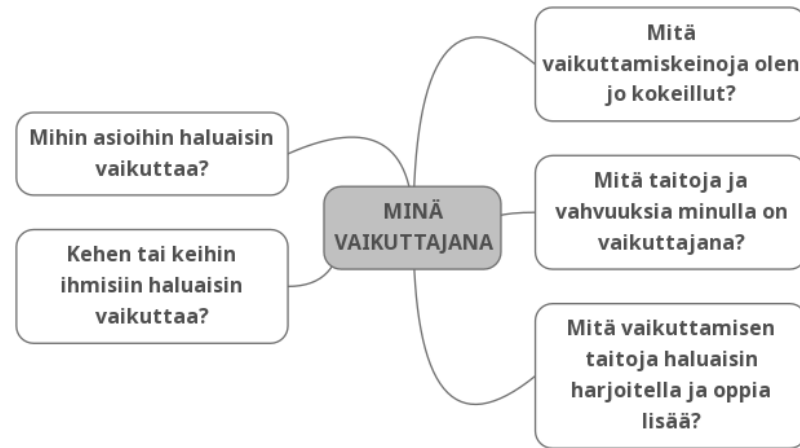 Mihin asioihin haluaisin
vaikuttaa?
Kehen tai keihin
ihmisiin haluaisin
vaikuttaa?
MINÄ
VAIKUTTAJANA
Mitä
vaikuttamiskeinoja olen
jo kokeillut?
Mitä taitoja ja
vahvuuksia minulla on
vaikuttajana?
Mitä vaikuttamisen
taitoja haluaisin
harjoitella ja oppia
lisää?